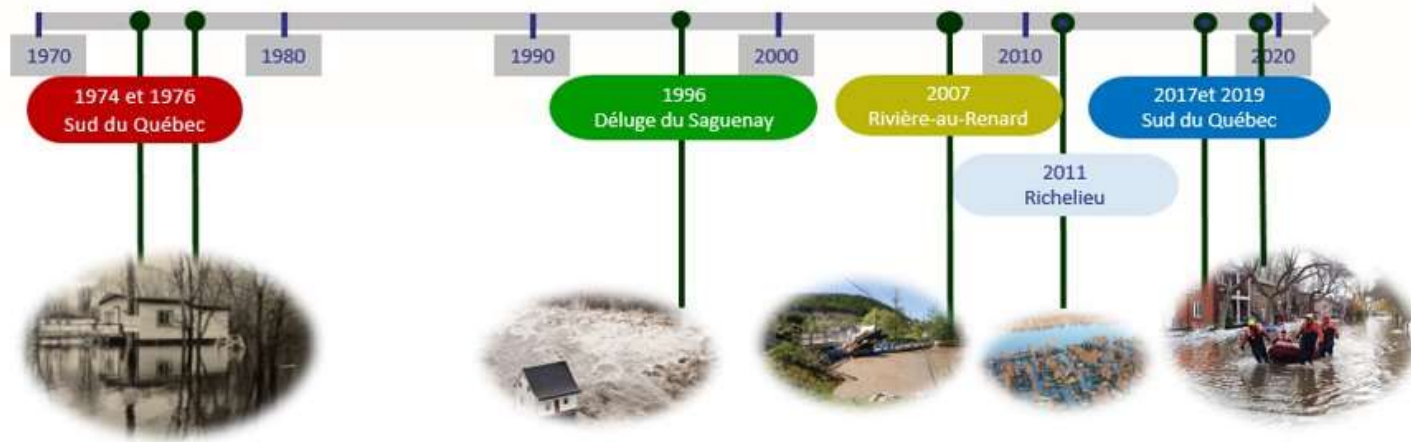 1970
1980
1990
2000
2010
2020
1974 et 1976
Sud du Québec
1996
Déluge du Saguenay
2007
Rivière-au-Renard
2017et 2019
Sud du Québec
2011
Richelieu